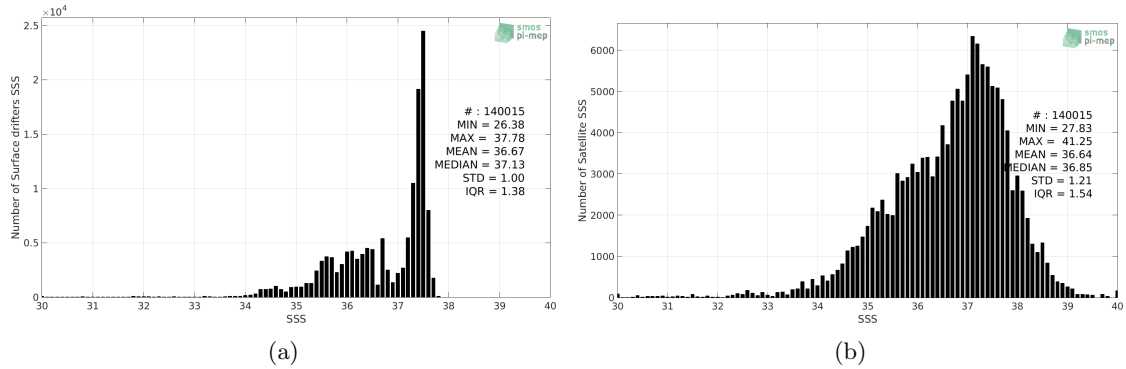 ×10⁴
2.5
2
1.5
1
0.5
0
30 31 32 33 34 35 36 37 38 39 40
SSS
Number of Surface drifters SSS
smos
pi-mep
# : 140015
MIN = 26.38
MAX = 37.78
MEAN = 36.67
MEDIAN = 37.13
STD = 1.00
IQR = 1.38
(a)
6000
5000
4000
3000
2000
1000
0
30 31 32 33 34 35 36 37 38 39 40
SSS
Number of Satellite SSS
smos
pi-mep
# : 140015
MIN = 27.83
MAX = 41.25
MEAN = 36.64
MEDIAN = 36.85
STD = 1.21
IQR = 1.54
(b)